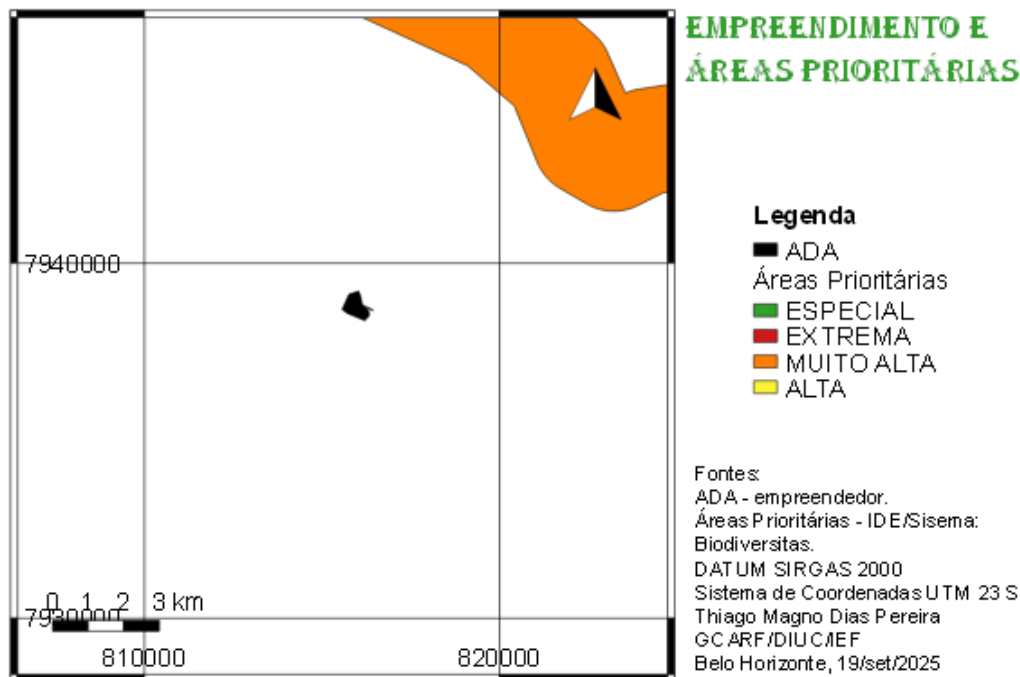 EMPREENDIMENTO E
ÁREAS PRIORITÁRIAS
Legenda
ADA
Áreas Prioritárias
ESPECIAL
EXTREMA
MUITO ALTA
ALTA
7940000
0 1 2 3 km
7930000
810000 820000
Fontes:
ADA - empreendedor.
Áreas Prioritárias - IDE/Sisema:
Biodiversitas.
DATUM SIRGAS 2000
Sistema de Coordenadas UTM 23 S
Thiago Magno Dias Pereira
GCARF/DIUC/IEF
Belo Horizonte, 19/set/2025